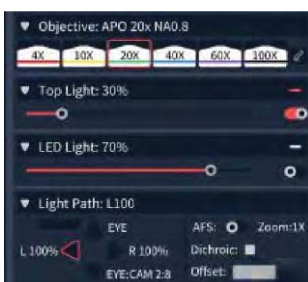 Objective: APO 20x NA0.8
4X 10X 20X 40X 60X 100X
Top Light: 30%
LED Light: 70%
Light Path: L100
EYE AFS: Zoom:1X
L 100% R 100% Dichroic:
EYE:CAM 2:8 Offset: